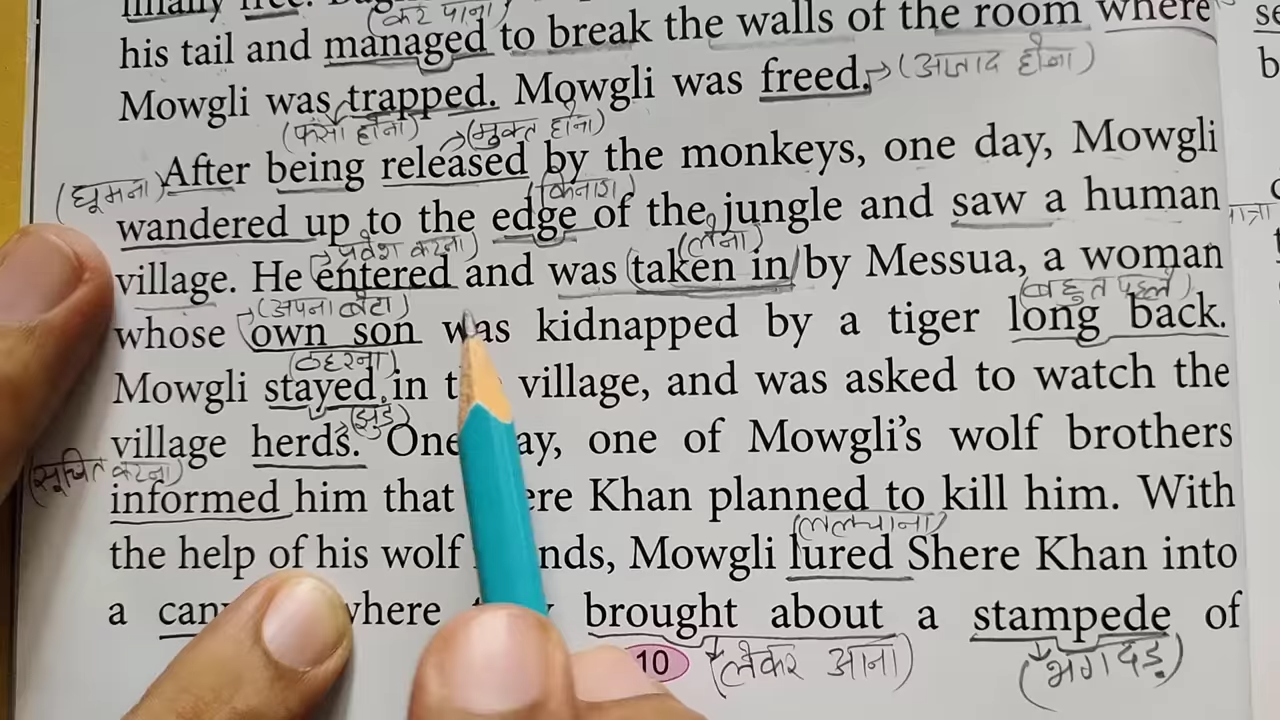 finally free.
(कर पाना)
his tail and managed to break the walls of the room where
Mowgli was trapped. Mowgli was freed. (आजाद होना)
(फंसा होना) (मुक्त होना)
After being released by the monkeys, one day, Mowgli
(घूमना) (किनारा)
wandered up to the edge of the jungle and saw a human
(प्रवेश करना) (लेना)
village. He entered and was (taken in) by Messua, a woman
(अपना बेटा) (बहुत पहले)
whose own son was kidnapped by a tiger long back.
(ठहरना)
Mowgli stayed in village, and was asked to watch the
(झुंड)
village herds. One, one of Mowgli's wolf brothers
(सूचित करना)
informed him that Khan planned to kill him. With
(ललचाना)
the help of his wolf, Mowgli lured Shere Khan into
a where brought about a stampede of
10 (लेकर आना) (भगदड़)